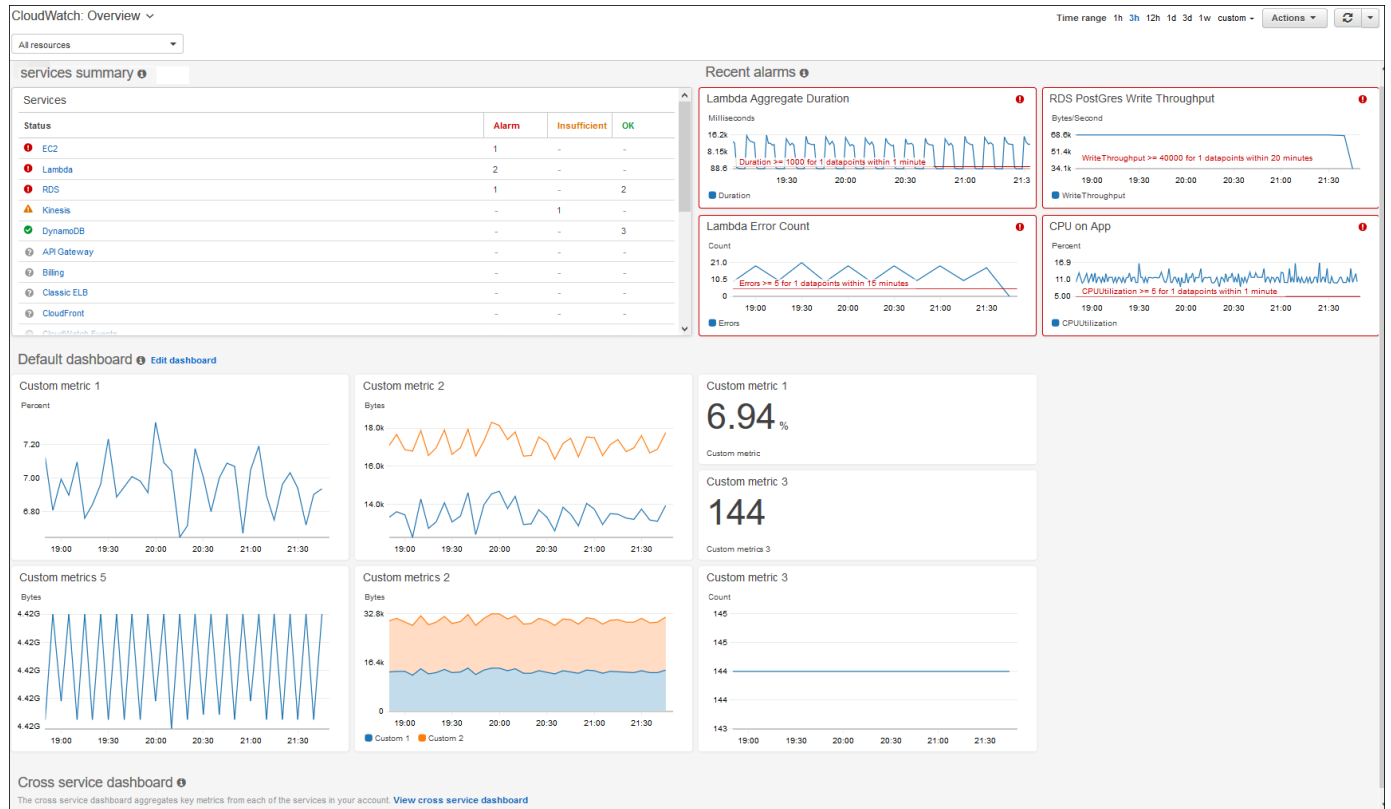 CloudWatch: Overview
Time range 1h 3h 12h 1d 3d 1w custom
Actions
All resources
services summary
Services
Status Alarm Insufficient OK
EC2 1 - -
Lambda 2 - -
RDS 1 - 2
Kinesis - 1 -
DynamoDB - - 3
API Gateway - - -
Billing - - -
Classic ELB - - -
CloudFront - - -
CloudWatch Events
Recent alarms
Lambda Aggregate Duration
Milliseconds
16.2k
8.15k
Duration >= 1000 for 1 datapoints within 1 minute
88.6
19:30 20:00 20:30 21:00 21:3
Duration
RDS PostGres Write Throughput
Bytes/Second
68.6k
51.4k
WriteThroughput >= 40000 for 1 datapoints within 20 minutes
34.1k
19:00 19:30 20:00 20:30 21:00 21:30
WriteThroughput
Lambda Error Count
Count
21.0
10.5
Errors >= 5 for 1 datapoints within 15 minutes
0
19:00 19:30 20:00 20:30 21:00 21:30
Errors
CPU on App
Percent
16.9
11.0
CPUUtilization >= 5 for 1 datapoints within 1 minute
5.00
19:00 19:30 20:00 20:30 21:00 21:30
CPUUtilization
Default dashboard Edit dashboard
Custom metric 1
Percent
7.20
7.00
6.80
19:00 19:30 20:00 20:30 21:00 21:30
Custom metric 2
Bytes
18.0k
16.0k
14.0k
19:00 19:30 20:00 20:30 21:00 21:30
Custom metric 1
6.94 %
Custom metric
Custom metric 3
144
Custom metrics 3
Custom metrics 5
Bytes
4.42G
4.42G
4.42G
4.42G
4.42G
19:00 19:30 20:00 20:30 21:00 21:30
Custom metrics 2
Bytes
32.8k
16.4k
0
19:00 19:30 20:00 20:30 21:00 21:30
Custom 1 Custom 2
Custom metric 3
Count
145
145
144
144
143
19:00 19:30 20:00 20:30 21:00 21:30
Cross service dashboard
The cross service dashboard aggregates key metrics from each of the services in your account. View cross service dashboard